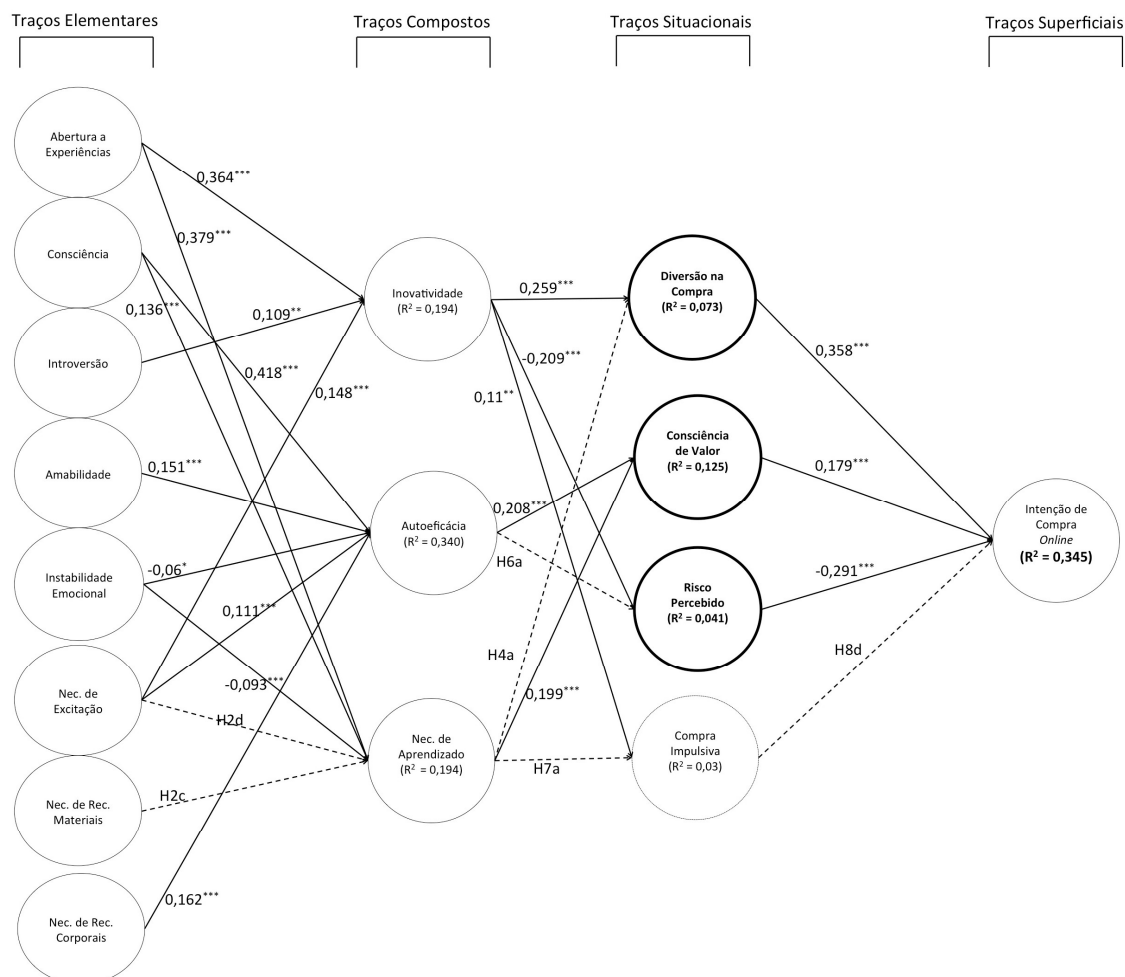 Traços Elementares
Traços Compostos
Traços Situacionais
Traços Superficiais
Abertura a
Experiências
Consciência
Introversão
Amabilidade
Instabilidade
Emocional
Nec. de
Excitação
Nec. de Rec.
Materiais
Nec. de Rec.
Corporais
0,364***
0,379***
0,136***
0,109**
0,418***
0,148***
0,151***
-0,06*
0,111***
-0,093***
H2d
H2c
0,162***
Inovatividade
(R² = 0,194)
Autoeficácia
(R² = 0,340)
Nec. de
Aprendizado
(R² = 0,194)
0,259***
-0,209***
0,11**
0,208***
H6a
H4a
0,199***
H7a
Diversão na
Compra
(R² = 0,073)
Consciência
de Valor
(R² = 0,125)
Risco
Percebido
(R² = 0,041)
Compra
Impulsiva
(R² = 0,03)
0,358***
0,179***
-0,291***
H8d
Intenção de
Compra
Online
(R² = 0,345)